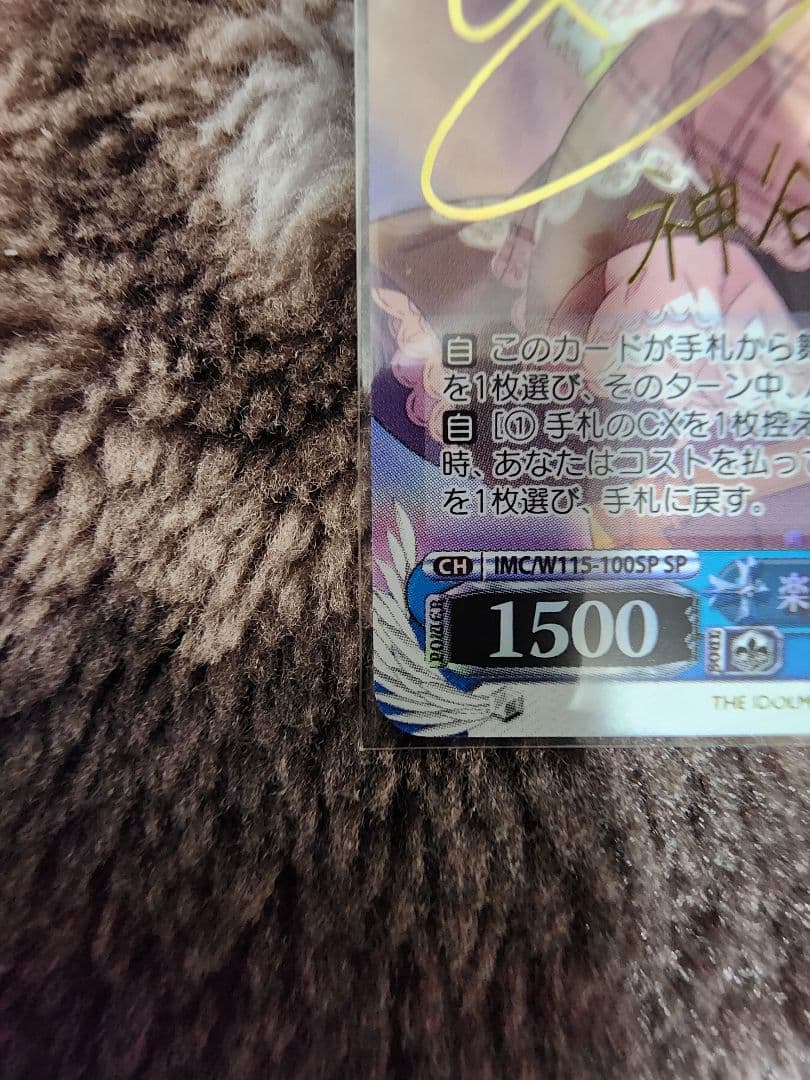 神
自 このカードが手札から
を1枚選び、そのターン中、
自 [① 手札のCXを1枚控え
時、あなたはコストを払って
を1枚選び、手札に戻す。
CH IMC/W115-100SP SP
1500
SOUL
THE IDOLM